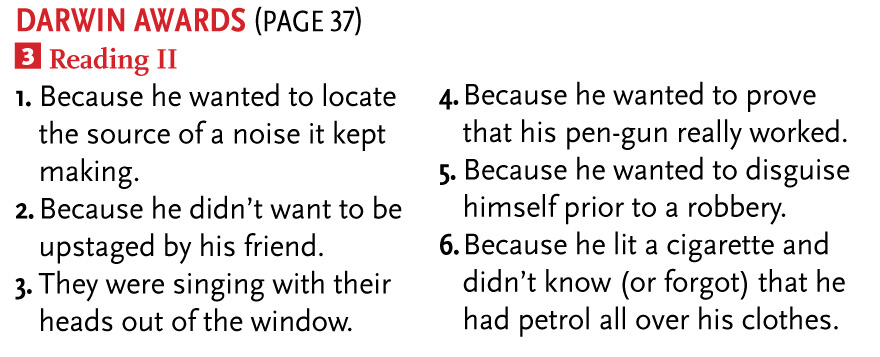 DARWIN AWARDS (PAGE 37)
3 Reading II
1. Because he wanted to locate
the source of a noise it kept
making.
2. Because he didn't want to be
upstaged by his friend.
3. They were singing with their
heads out of the window.
4. Because he wanted to prove
that his pen-gun really worked.
5. Because he wanted to disguise
himself prior to a robbery.
6. Because he lit a cigarette and
didn't know (or forgot) that he
had petrol all over his clothes.